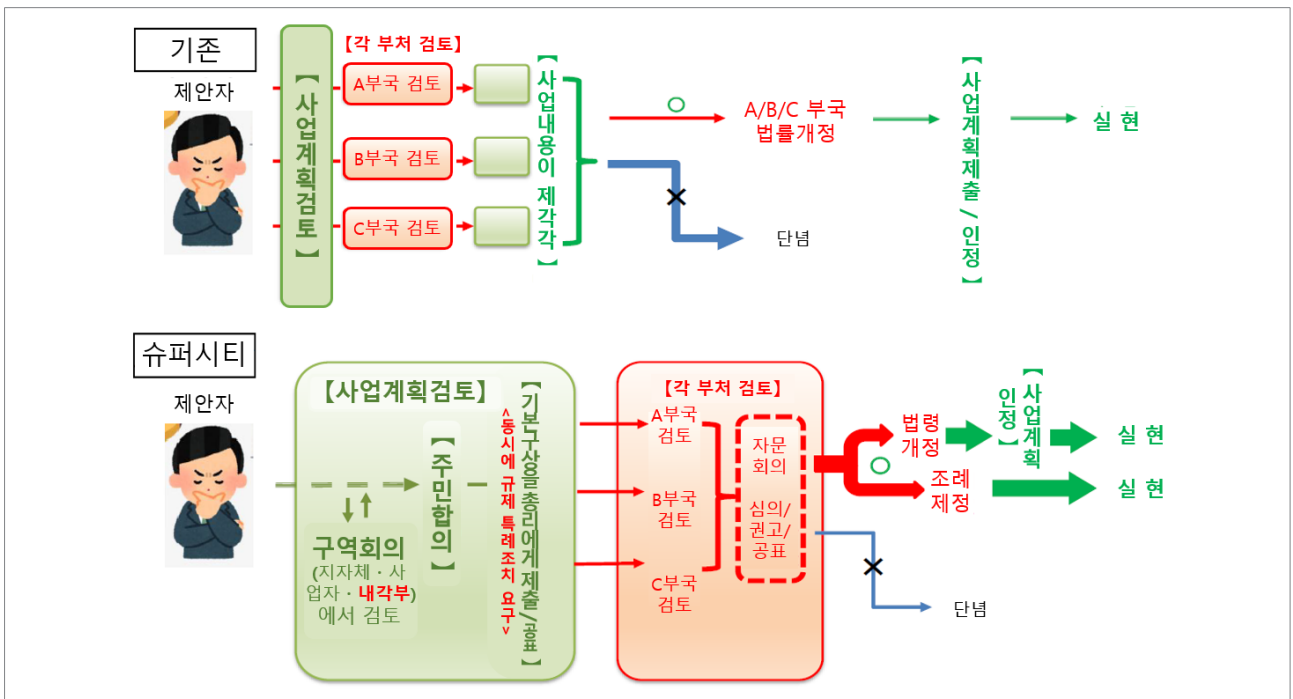 기존
제안자
【사업계획검토】
【각 부처 검토】
A부국 검토
B부국 검토
C부국 검토
【사업내용이 제각각】
A/B/C 부국
법률개정
단념
【사업계획제출/인정】
실 현
슈퍼시티
제안자
【사업계획검토】
구역회의
(지자체・사
업자・내각부)
에서 검토
【주민합의】
【기본구상을 총리에게 제출/공표】
<동시에 규제 특례조치 요구>
【각 부처 검토】
A부국
검토
B부국
검토
C부국
검토
자문
회의
심의/
권고/
공표
법령
개정
조례
제정
단념
【사업계획
인정】
실 현
실 현